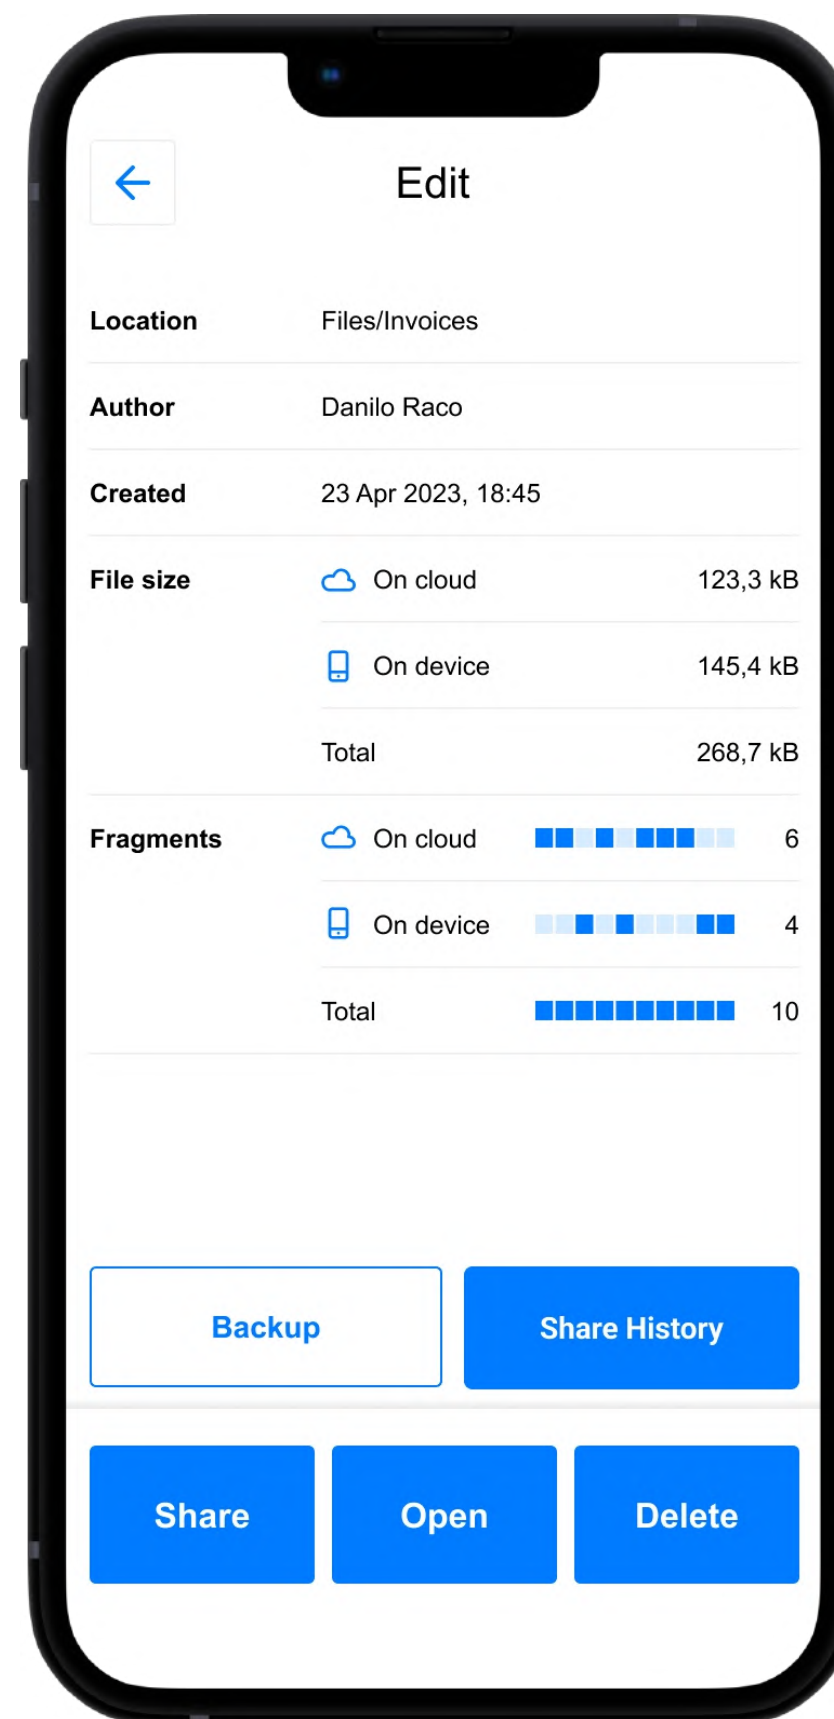 Edit
Location Files/Invoices
Author Danilo Raco
Created 23 Apr 2023, 18:45
File size On cloud 123,3 kB
On device 145,4 kB
Total 268,7 kB
Fragments On cloud 6
On device 4
Total 10
Backup Share History
Share Open Delete